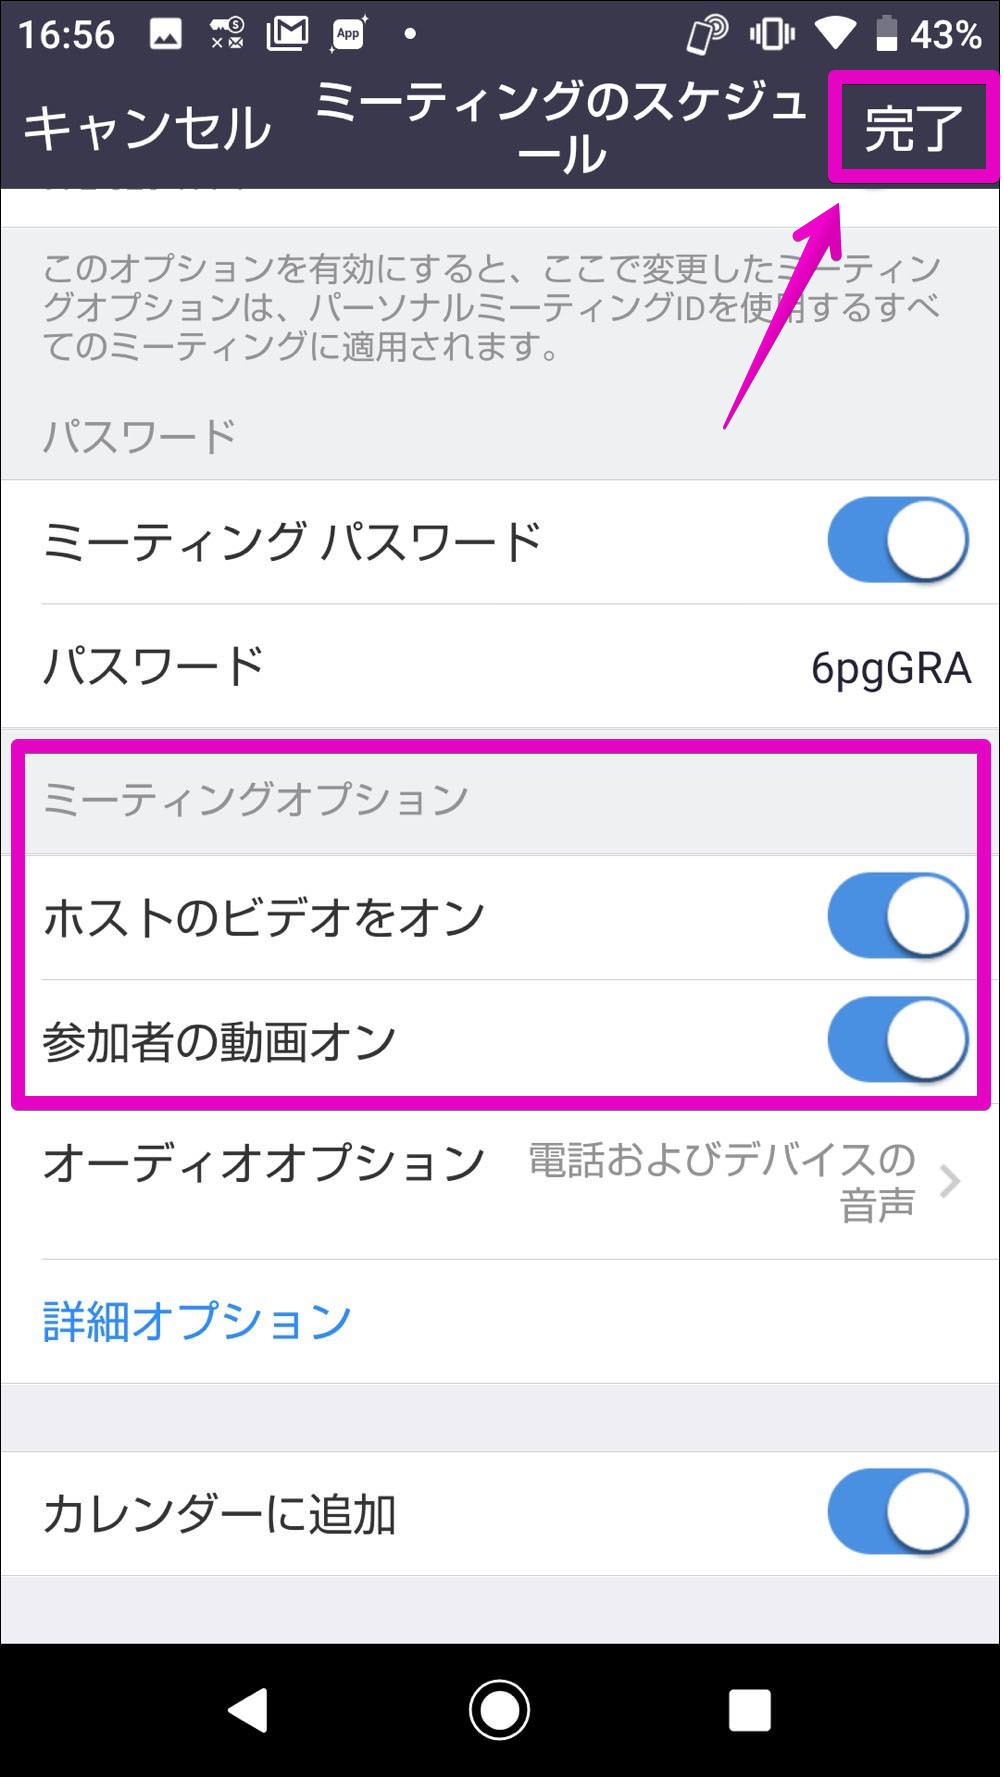 16:56
App
43%
キャンセル
ミーティングのスケジュ
ール
完了
このオプションを有効にすると、ここで変更したミーティン
グオプションは、パーソナルミーティングIDを使用するすべ
てのミーティングに適用されます。
パスワード
ミーティング パスワード
パスワード
6pgGRA
ミーティングオプション
ホストのビデオをオン
参加者の動画オン
オーディオオプション
電話およびデバイスの
音声
詳細オプション
カレンダーに追加